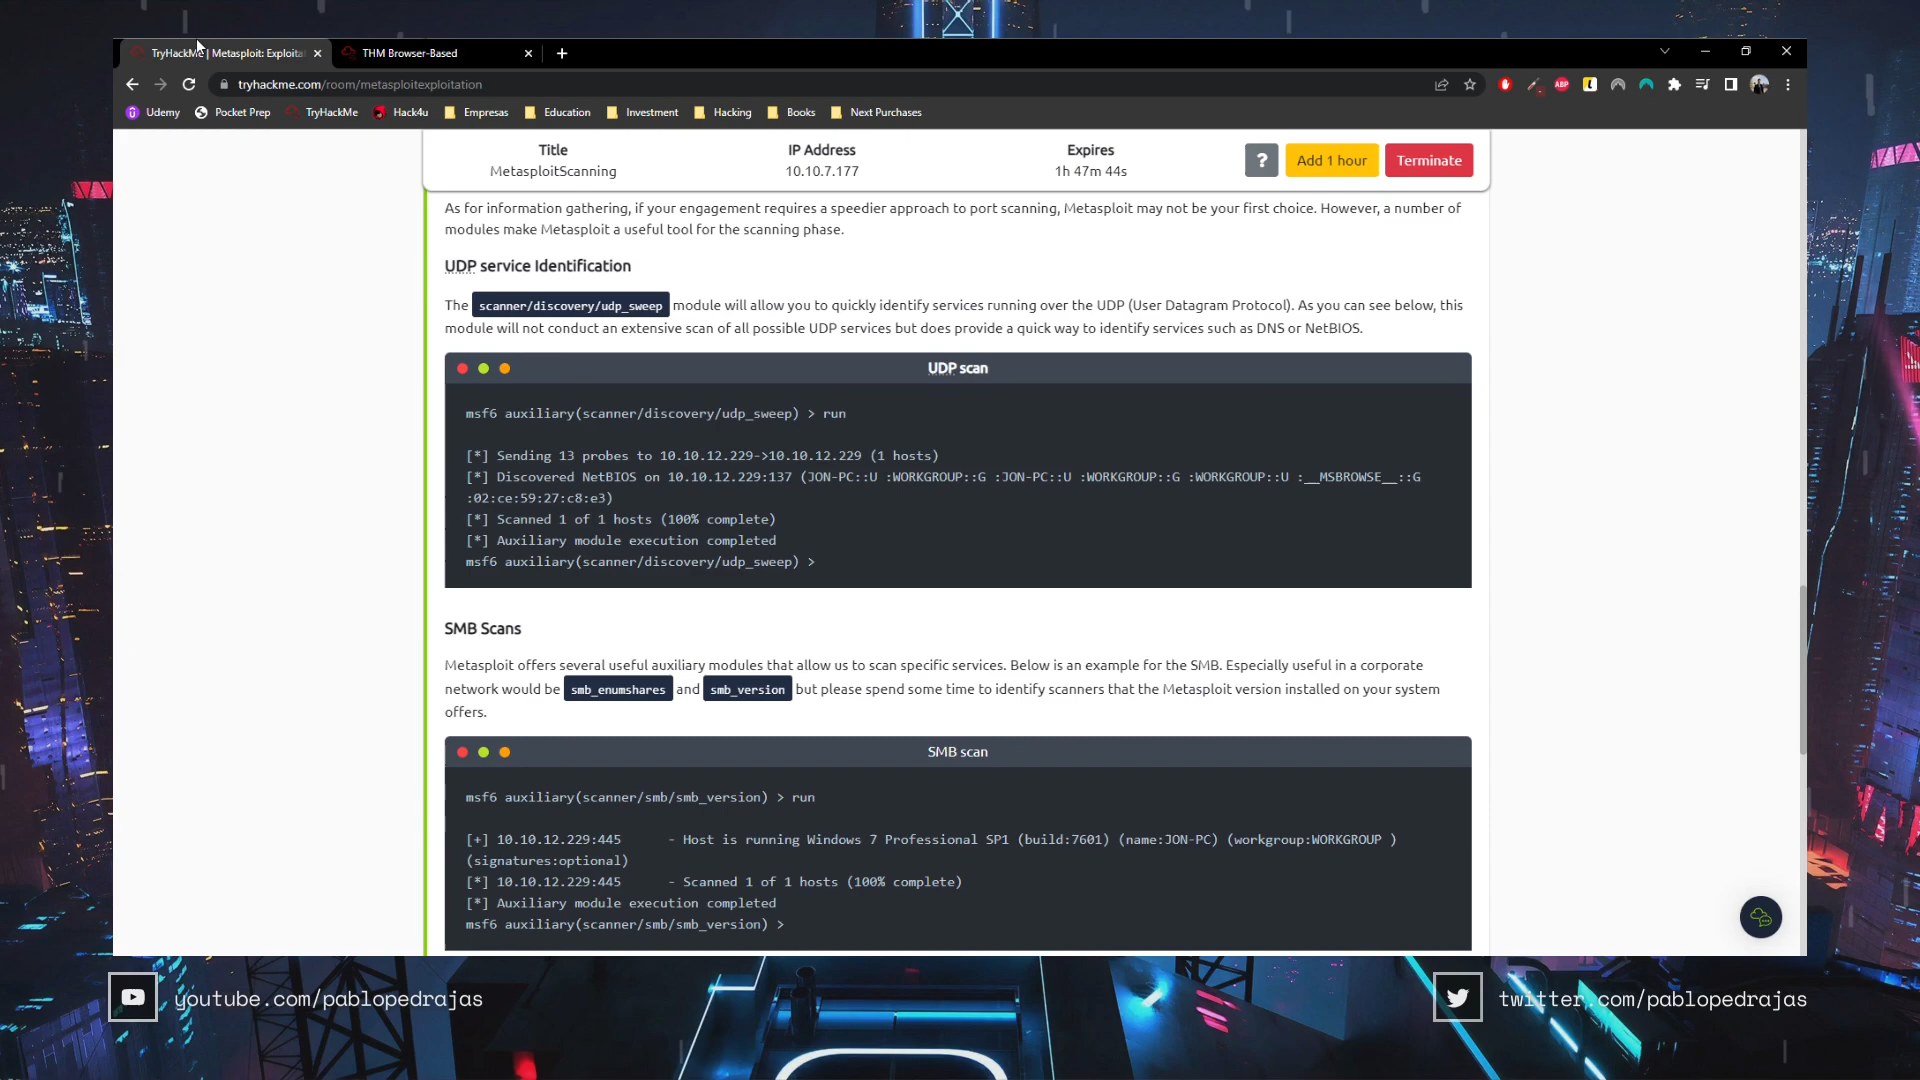 TryHackMe | Metasploit: Exploita
THM Browser-Based
tryhackme.com/room/metasploitexploitation
ABP
Udemy
Pocket Prep
TryHackMe
Hack4u
Empresas
Education
Investment
Hacking
Books
Next Purchases
Title
MetasploitScanning
IP Address
10.10.7.177
Expires
1h 47m 44s
?
Add 1 hour
Terminate
As for information gathering, if your engagement requires a speedier approach to port scanning, Metasploit may not be your first choice. However, a number of
modules make Metasploit a useful tool for the scanning phase.
UDP service Identification
The scanner/discovery/udp_sweep module will allow you to quickly identify services running over the UDP (User Datagram Protocol). As you can see below, this
module will not conduct an extensive scan of all possible UDP services but does provide a quick way to identify services such as DNS or NetBIOS.
UDP scan
msf6 auxiliary(scanner/discovery/udp_sweep) > run
[*] Sending 13 probes to 10.10.12.229->10.10.12.229 (1 hosts)
[*] Discovered NetBIOS on 10.10.12.229:137 (JON-PC::U :WORKGROUP::G :JON-PC::U :WORKGROUP::G :WORKGROUP::U :__MSBROWSE__::G
:02:ce:59:27:c8:e3)
[*] Scanned 1 of 1 hosts (100% complete)
[*] Auxiliary module execution completed
msf6 auxiliary(scanner/discovery/udp_sweep) >
SMB Scans
Metasploit offers several useful auxiliary modules that allow us to scan specific services. Below is an example for the SMB. Especially useful in a corporate
network would be smb_enumshares and smb_version but please spend some time to identify scanners that the Metasploit version installed on your system
offers.
SMB scan
msf6 auxiliary(scanner/smb/smb_version) > run
[+] 10.10.12.229:445 - Host is running Windows 7 Professional SP1 (build:7601) (name:JON-PC) (workgroup:WORKGROUP )
(signatures:optional)
[*] 10.10.12.229:445 - Scanned 1 of 1 hosts (100% complete)
[*] Auxiliary module execution completed
msf6 auxiliary(scanner/smb/smb_version) >
youtube.com/pablopedrajas
twitter.com/pablopedrajas